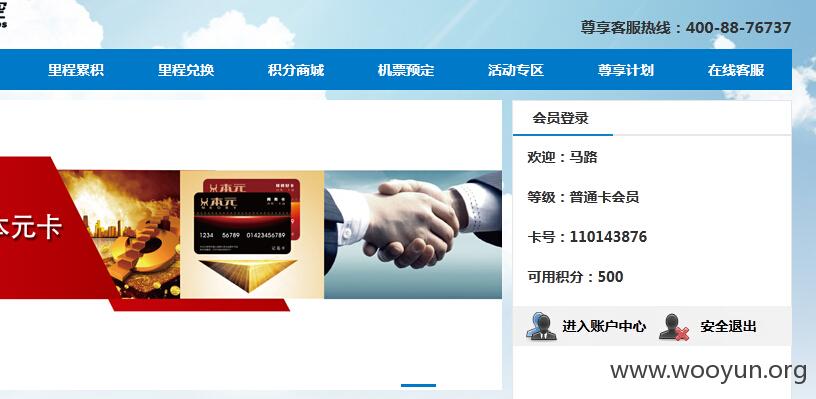 尊享客服热线：400-88-76737
里程累积 里程兑换 积分商城 机票预定 活动专区 尊享计划 在线客服
会员登录
欢迎：马路
等级：普通卡会员
卡号：110143876
可用积分：500
进入账户中心 安全退出
本元卡
本元
1234 56789 01423456789
www.wooyun.org